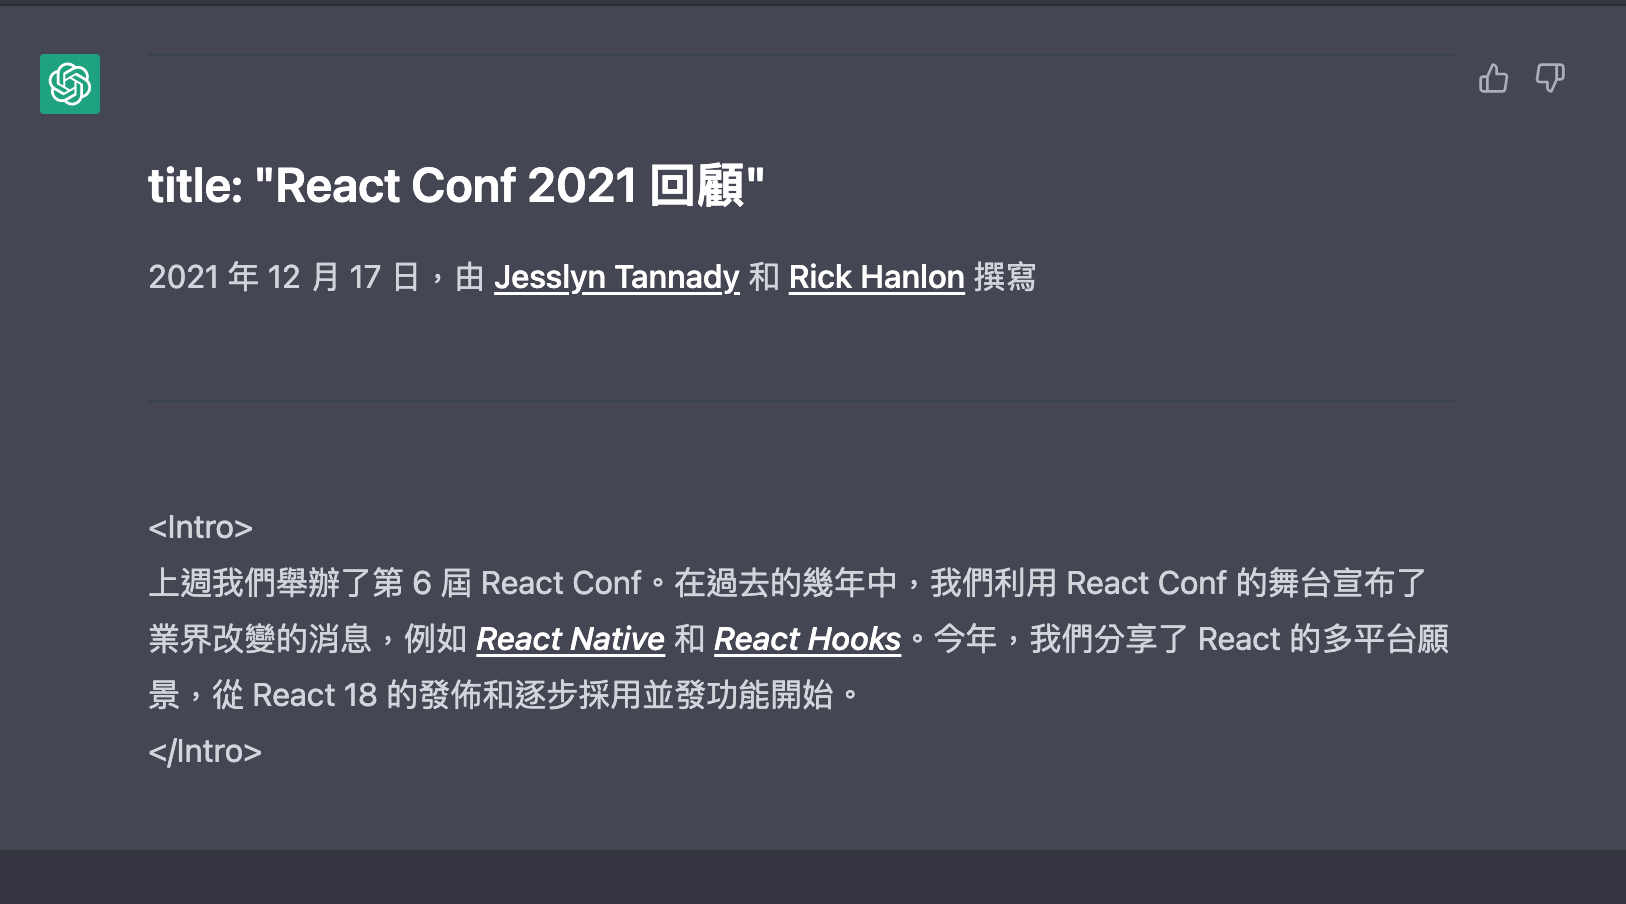 title: "React Conf 2021 回顧"
2021 年 12 月 17 日，由 Jesslyn Tannady 和 Rick Hanlon 撰寫
<Intro>
上週我們舉辦了第 6 屆 React Conf。在過去的幾年中，我們利用 React Conf 的舞台宣布了
業界改變的消息，例如 React Native 和 React Hooks。今年，我們分享了 React 的多平台願
景，從 React 18 的發佈和逐步採用並發功能開始。
</Intro>